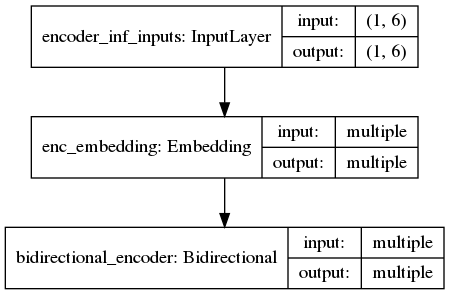 encoder_inf_inputs: InputLayer
input: (1, 6)
output: (1, 6)
enc_embedding: Embedding
input: multiple
output: multiple
bidirectional_encoder: Bidirectional
input: multiple
output: multiple